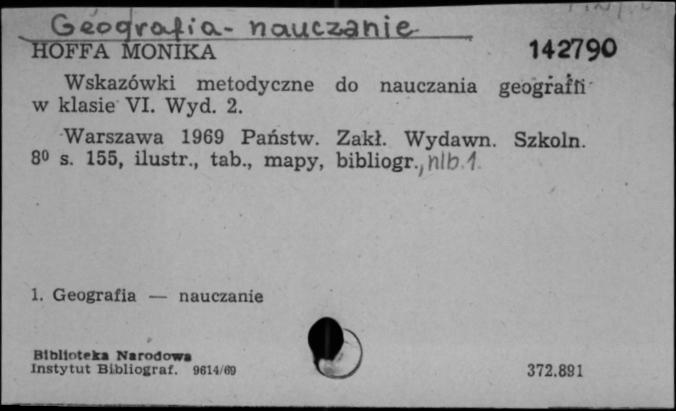 Geografia - nauczanie
HOFFA MONIKA 142790
Wskazówki metodyczne do nauczania geografii
w klasie VI. Wyd. 2.
Warszawa 1969 Państw. Zakł. Wydawn. Szkoln.
8⁰ s. 155, ilustr., tab., mapy, bibliogr., nlb. 1.
1. Geografia — nauczanie
Biblioteka Narodowa
Instytut Bibliograf. 9614/69 372.891